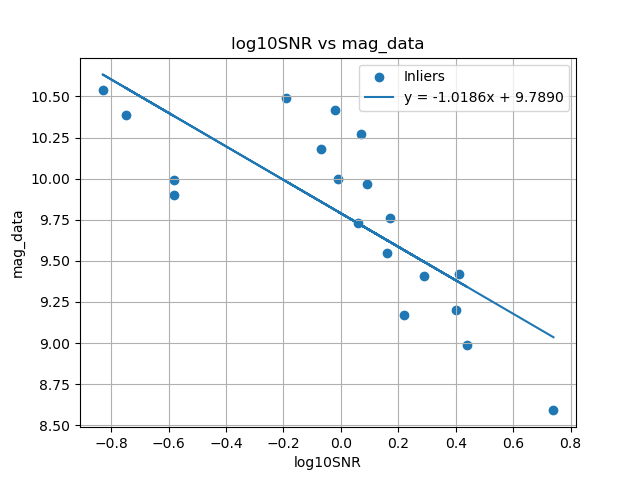 log10SNR vs mag_data
Inliers
y = -1.0186x + 9.7890
10.50
10.25
10.00
9.75
9.50
9.25
9.00
8.75
8.50
mag_data
−0.8 −0.6 −0.4 −0.2 0.0 0.2 0.4 0.6 0.8
log10SNR